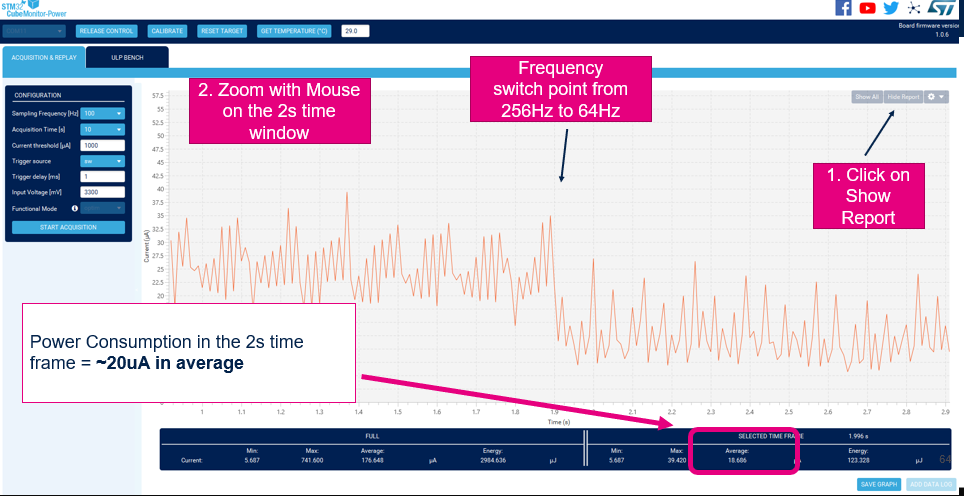 STM32
CubeMonitor-Power
RELEASE CONTROL
CALIBRATE
RESET TARGET
GET TEMPERATURE (°C)
29.0
Board firmware version
1.0.6
ACQUISITION & REPLAY
ULP BENCH
CONFIGURATION
Sampling Frequency [Hz] 100
Acquisition Time [s] 10
Current threshold [µA] 1000
Trigger source sw
Trigger delay [ms] 1
Input Voltage [mV] 3300
Functional Mode
START ACQUISITION
2. Zoom with Mouse
on the 2s time
window
Frequency
switch point from
256Hz to 64Hz
Show All
Hide Report
1. Click on
Show
Report
57.5
55
52.5
50
47.5
45
42.5
40
37.5
35
32.5
30
27.5
25
22.5
20
Current (µA)
Power Consumption in the 2s time
frame = ~20uA in average
1 1.1 1.2 1.3 1.4 1.5 1.6 1.7 1.8 1.9 2.1 2.2 2.3 2.4 2.5 2.6 2.7 2.8 2.9
Time (s)
FULL
Min: Max: Average: Energy:
Current: 5.687 741.600 176.648 µA 2984.636 µJ
SELECTED TIME FRAME 1.996 s
Min: Max: Average: Energy:
5.687 39.420 18.686 123.328 µJ
64
SAVE GRAPH
ADD DATA LOG